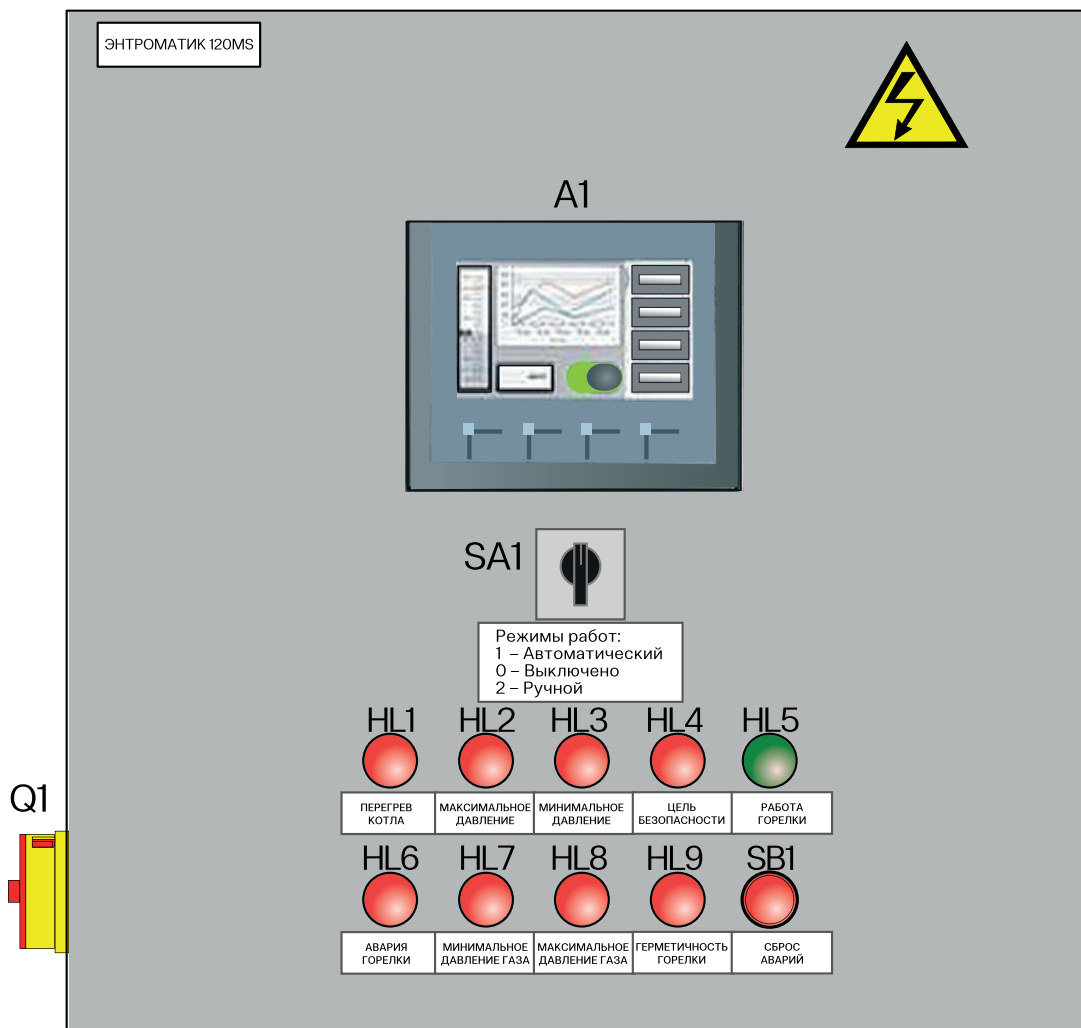 ЭНТРОМАТИК 120MS
A1
SA1
Режимы работ:
1 – Автоматический
0 – Выключено
2 – Ручной
HL1 HL2 HL3 HL4 HL5
ПЕРЕГРЕВ
КОТЛА
МАКСИМАЛЬНОЕ
ДАВЛЕНИЕ
МИНИМАЛЬНОЕ
ДАВЛЕНИЕ
ЦЕЛЬ
БЕЗОПАСНОСТИ
РАБОТА
ГОРЕЛКИ
Q1
HL6 HL7 HL8 HL9 SB1
АВАРИЯ
ГОРЕЛКИ
МИНИМАЛЬНОЕ
ДАВЛЕНИЕ ГАЗА
МАКСИМАЛЬНОЕ
ДАВЛЕНИЕ ГАЗА
ГЕРМЕТИЧНОСТЬ
ГОРЕЛКИ
СБРОС
АВАРИЙ